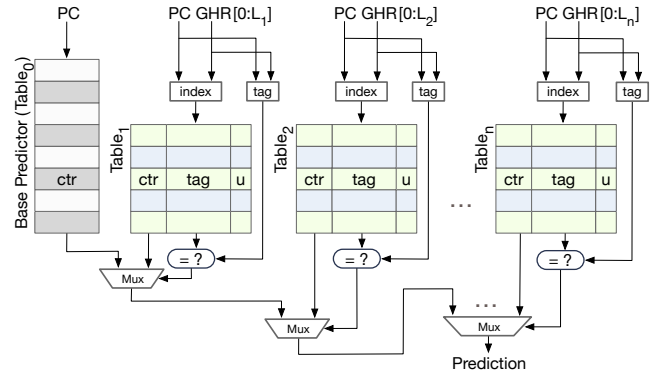 PC
PC GHR[0:L1]
PC GHR[0:L2]
PC GHR[0:Ln]
index
tag
index
tag
index
tag
Base Predictor (Table0)
Table1
Table2
Tablen
ctr
ctr
tag
u
ctr
tag
u
...
ctr
tag
u
= ?
= ?
= ?
Mux
Mux
...
Mux
Prediction